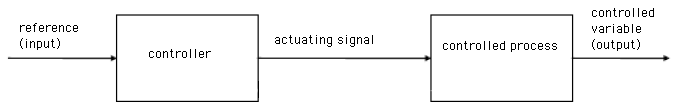 reference
(input)
controller
actuating signal
controlled process
controlled
variable
(output)